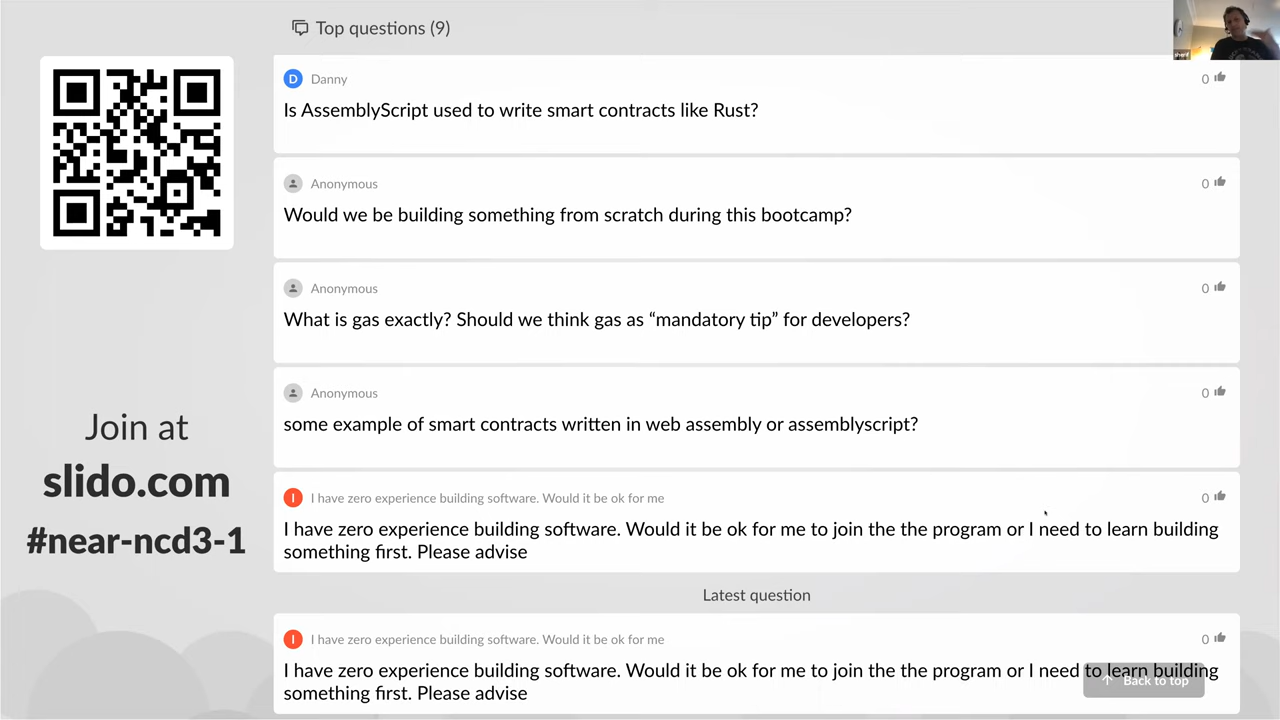 Top questions (9)
D Danny
0
Is AssemblyScript used to write smart contracts like Rust?
Anonymous
0
Would we be building something from scratch during this bootcamp?
Anonymous
0
What is gas exactly? Should we think gas as “mandatory tip” for developers?
Anonymous
0
some example of smart contracts written in web assembly or assemblyscript?
I I have zero experience building software. Would it be ok for me
0
I have zero experience building software. Would it be ok for me to join the the program or I need to learn building
something first. Please advise
Latest question
I I have zero experience building software. Would it be ok for me
0
I have zero experience building software. Would it be ok for me to join the the program or I need to learn building
something first. Please advise
Back to top
Join at
slido.com
#near-ncd3-1
sherif